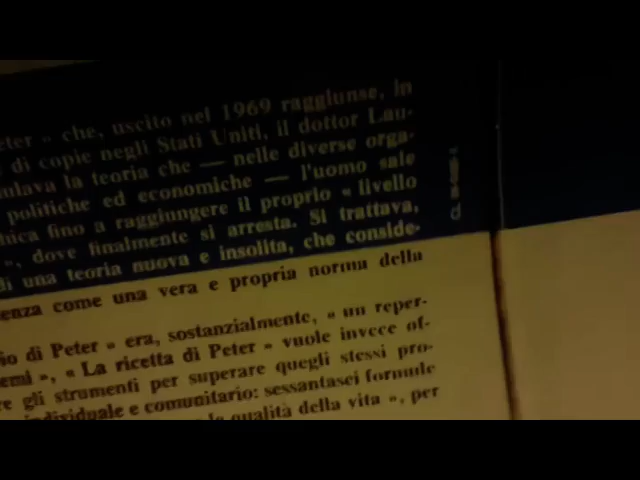 eter » che, uscito nel 1969 raggiunse, in
di copie negli Stati Uniti, il dottor Lau-
ulava la teoria che — nelle diverse orga-
politiche ed economiche — l'uomo sale
hica fino a raggiungere il proprio « livello
», dove finalmente si arresta. Si trattava,
di una teoria nuova e insolita, che conside-
enza come una vera e propria norma della
io di Peter » era, sostanzialmente, « un reper-
emi », « La ricetta di Peter » vuole invece of-
re gli strumenti per superare quegli stessi pro-
individuale e comunitario: sessantasei formule
qualità della vita », per